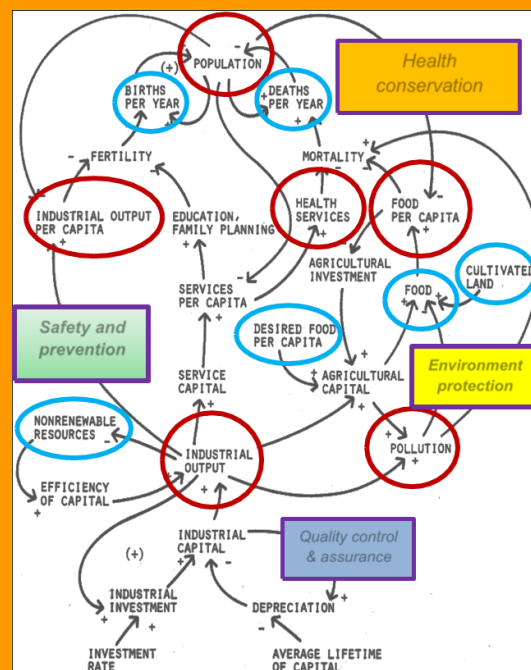 POPULATION
Health
conservation
(+)
BIRTHS
PER YEAR
DEATHS
PER YEAR
FERTILITY
MORTALITY
INDUSTRIAL OUTPUT
PER CAPITA
EDUCATION,
FAMILY PLANNING
HEALTH
SERVICES
FOOD
PER CAPITA
AGRICULTURAL
INVESTMENT
SERVICES
PER CAPITA
FOOD
CULTIVATED
LAND
Safety and
prevention
DESIRED FOOD
PER CAPITA
SERVICE
CAPITAL
AGRICULTURAL
CAPITAL
Environment
protection
NONRENEWABLE
RESOURCES
INDUSTRIAL
OUTPUT
POLLUTION
EFFICIENCY
OF CAPITAL
INDUSTRIAL
CAPITAL
Quality control
& assurance
(+)
INDUSTRIAL
INVESTMENT
DEPRECIATION
INVESTMENT
RATE
AVERAGE LIFETIME
OF CAPITAL